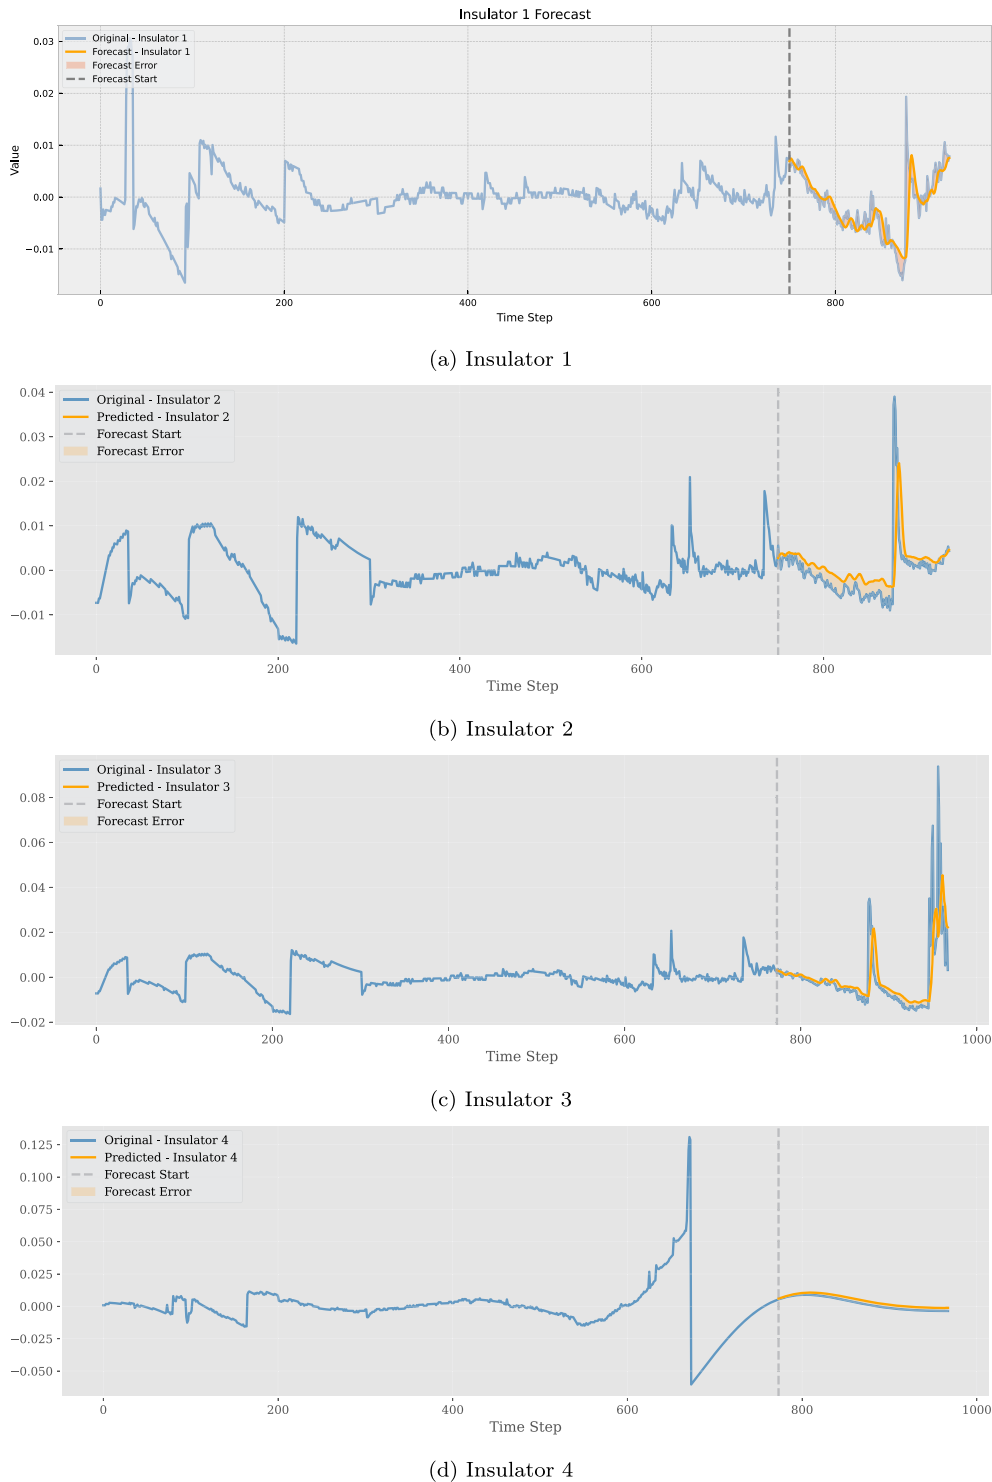 Insulator 1 Forecast
Original - Insulator 1
Forecast - Insulator 1
Forecast Error
Forecast Start
0.03
0.02
0.01
0.00
−0.01
Value
0 200 400 600 800
Time Step
(a) Insulator 1
Original - Insulator 2
Predicted - Insulator 2
Forecast Start
Forecast Error
0.04
0.03
0.02
0.01
0.00
−0.01
0 200 400 600 800
Time Step
(b) Insulator 2
Original - Insulator 3
Predicted - Insulator 3
Forecast Start
Forecast Error
0.08
0.06
0.04
0.02
0.00
−0.02
0 200 400 600 800 1000
Time Step
(c) Insulator 3
Original - Insulator 4
Predicted - Insulator 4
Forecast Start
Forecast Error
0.125
0.100
0.075
0.050
0.025
0.000
−0.025
−0.050
0 200 400 600 800 1000
Time Step
(d) Insulator 4